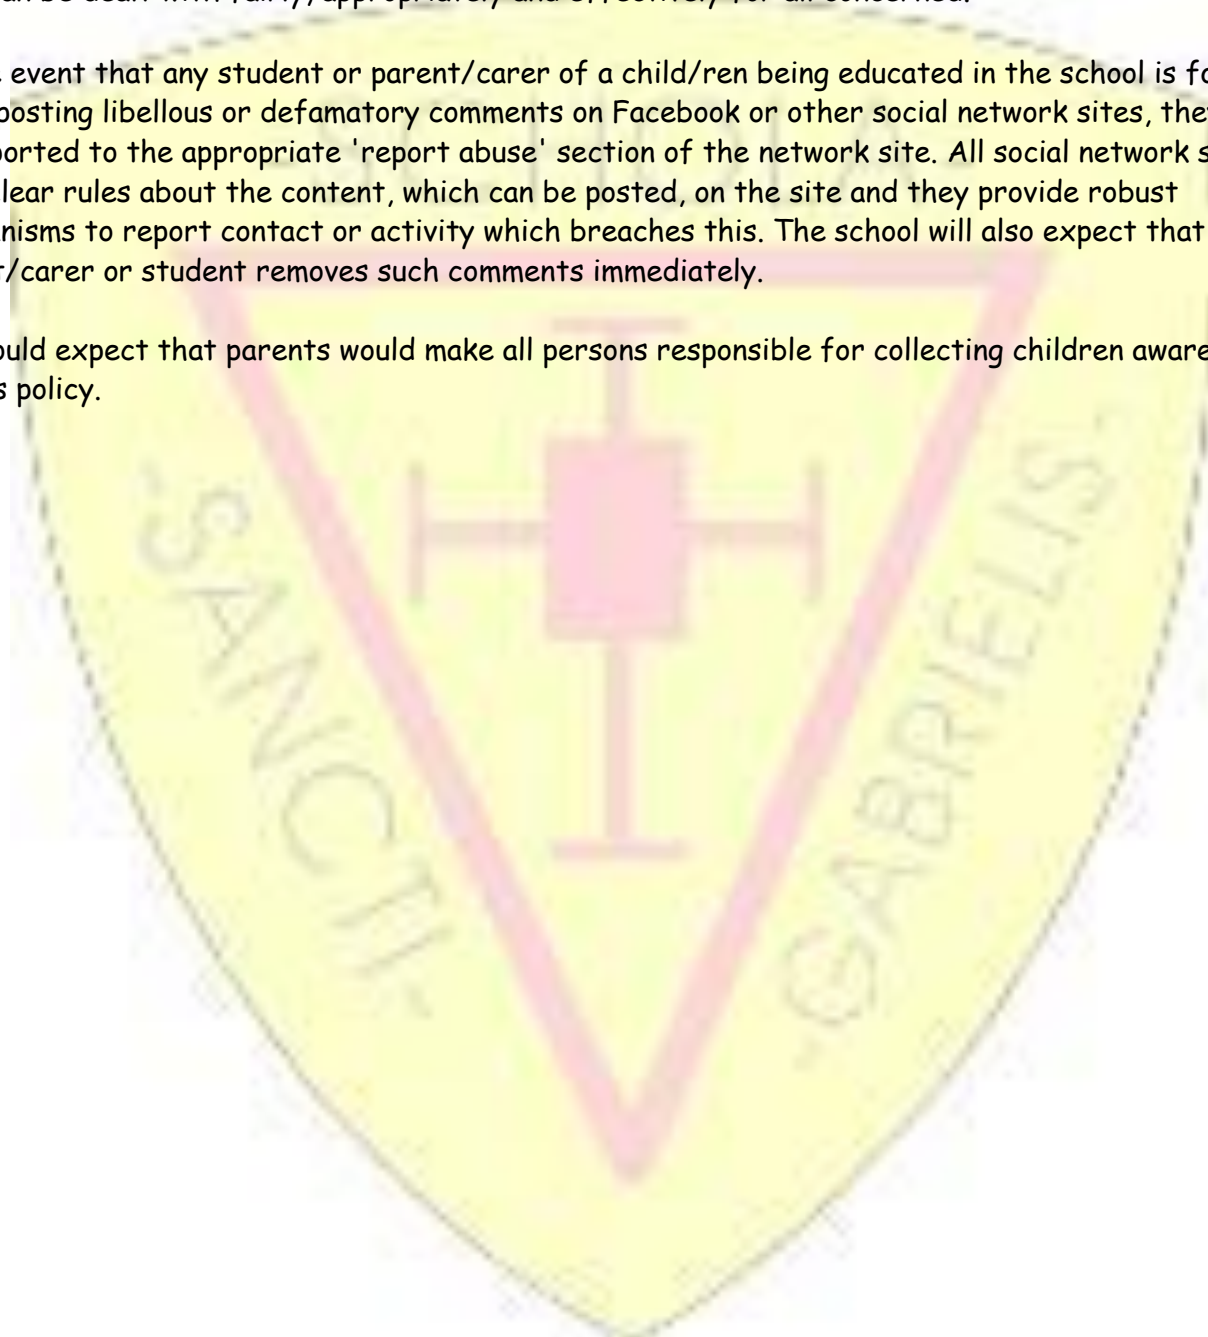 can be dealt with fairly/appropriately and effectively for all concerned.
event that any student or parent/carer of a child/ren being educated in the school is fo
posting libellous or defamatory comments on Facebook or other social network sites, the
ported to the appropriate 'report abuse' section of the network site. All social network s
lear rules about the content, which can be posted, on the site and they provide robust
nisms to report contact or activity which breaches this. The school will also expect that
t/carer or student removes such comments immediately.
ould expect that parents would make all persons responsible for collecting children aware
s policy.
-SANCTI-
-GABRIELIS-